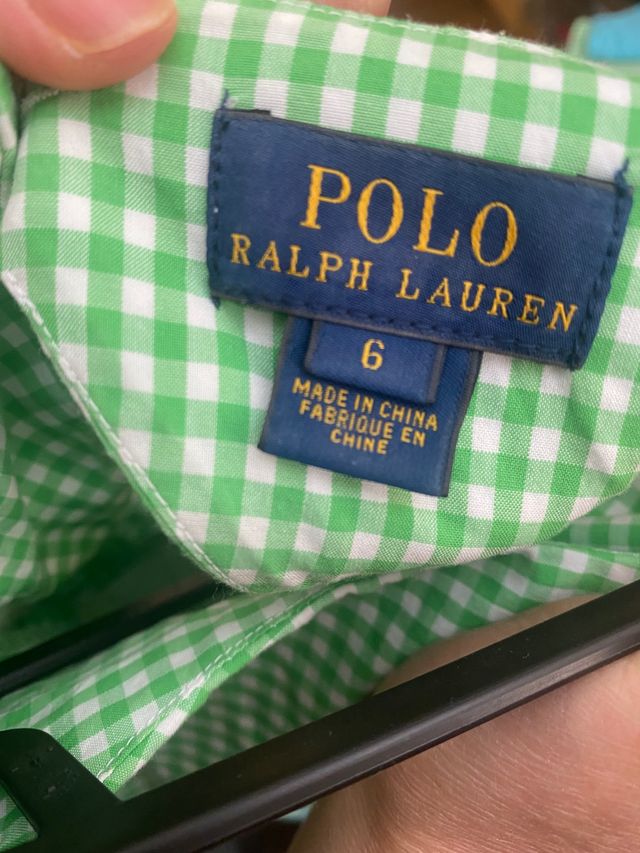 POLO
RALPH LAUREN
6
MADE IN CHINA
FABRIQUE EN
CHINE